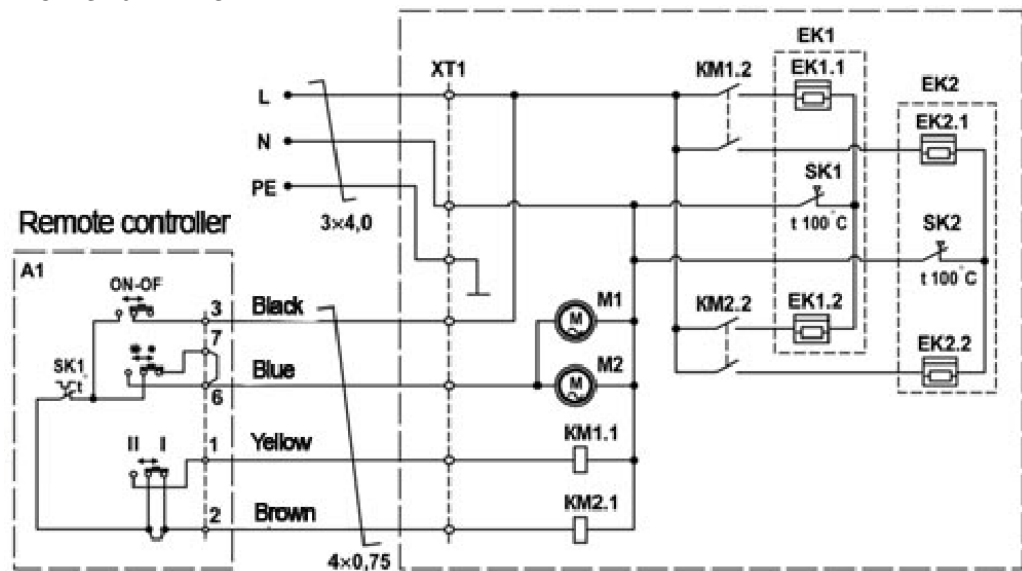 EK1
XT1
KM1.2
EK1.1
EK2
L
EK2.1
N
SK1
PE
t 100°C
SK2
Remote controller
3×4,0
t 100°C
A1
ON-OF
M1
KM2.2
EK1.2
3
Black
M
7
EK2.2
SK1
M2
t°
Blue
M
6
II I
1
Yellow
KM1.1
KM2.1
2
Brown
4×0,75